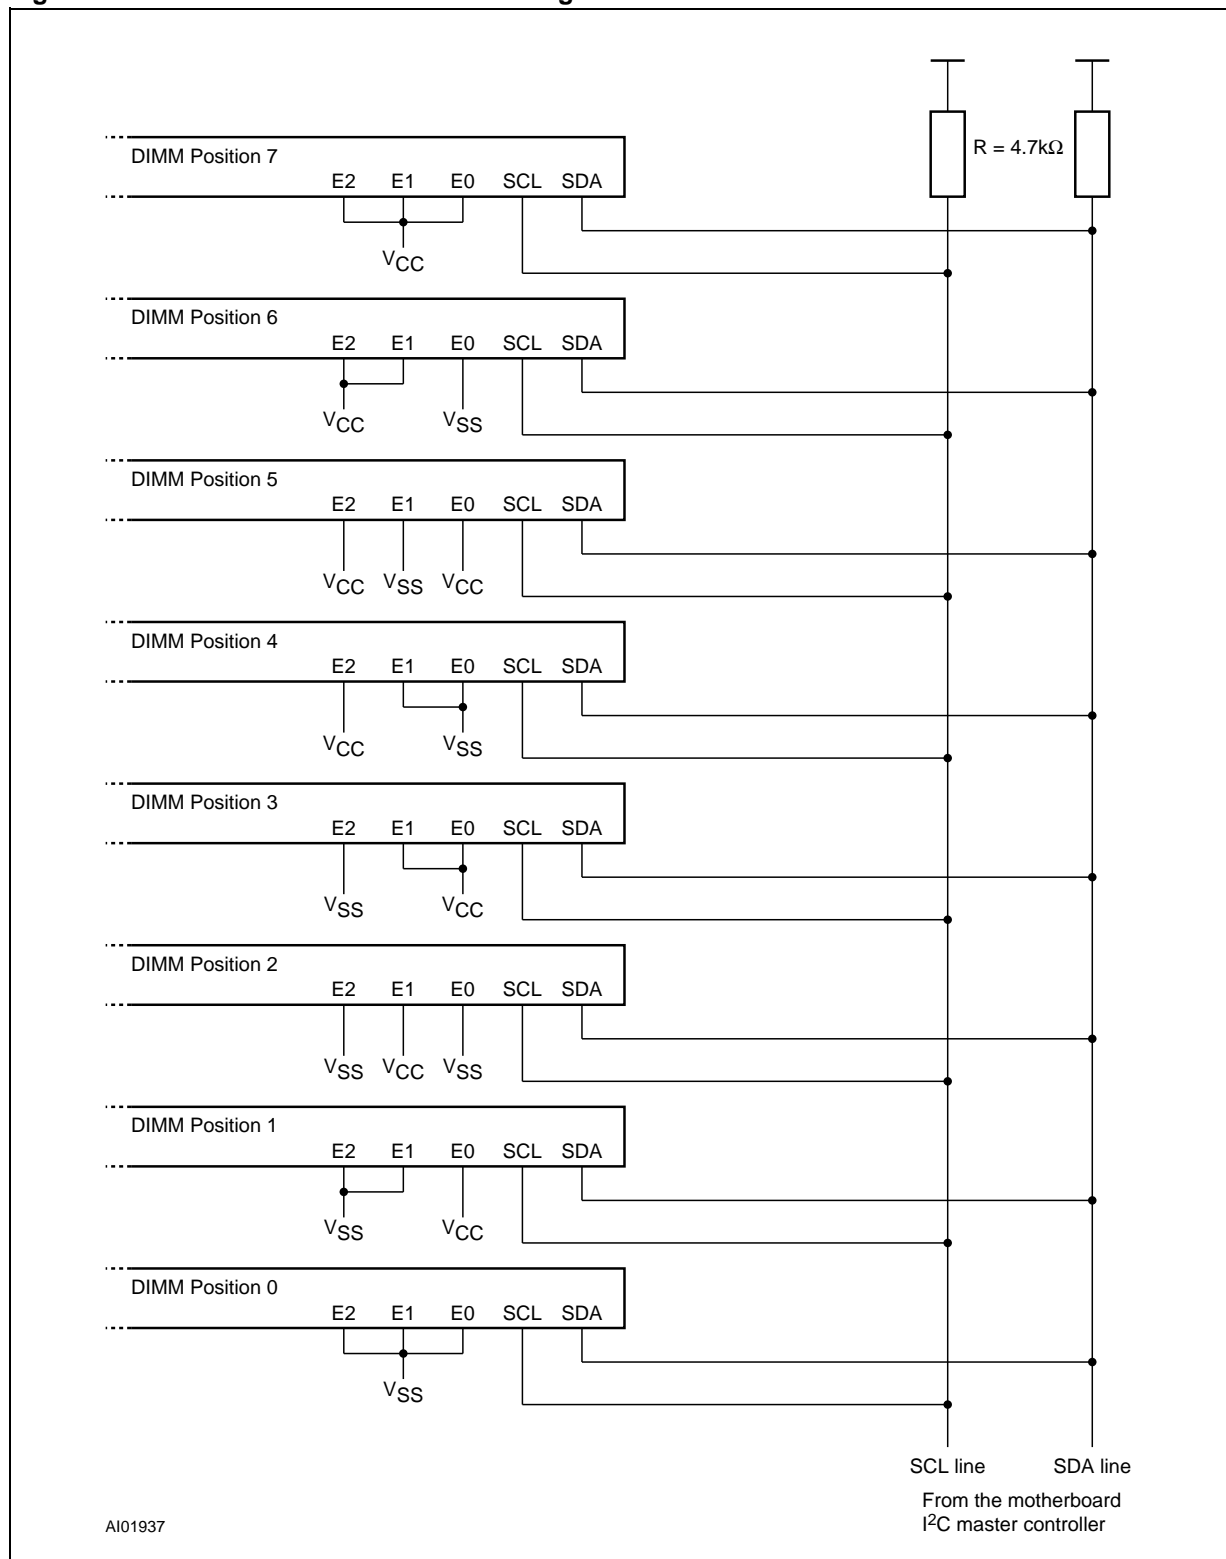 R = 4.7kΩ
DIMM Position 7
E2 E1 E0 SCL SDA
VCC
DIMM Position 6
E2 E1 E0 SCL SDA
VCC VSS
DIMM Position 5
E2 E1 E0 SCL SDA
VCC VSS VCC
DIMM Position 4
E2 E1 E0 SCL SDA
VCC VSS
DIMM Position 3
E2 E1 E0 SCL SDA
VSS VCC
DIMM Position 2
E2 E1 E0 SCL SDA
VSS VCC VSS
DIMM Position 1
E2 E1 E0 SCL SDA
VSS VCC
DIMM Position 0
E2 E1 E0 SCL SDA
VSS
SCL line SDA line
From the motherboard
I2C master controller
AI01937